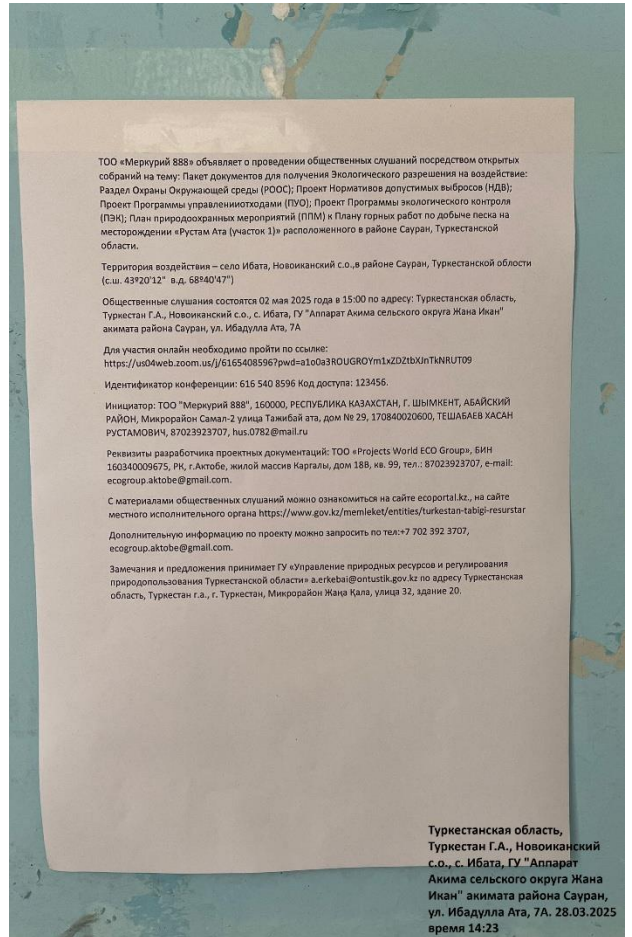 ТОО «Меркурий 888» объявляет о проведении общественных слушаний посредством открытых
собраний на тему: Пакет документов для получения Экологического разрешения на воздействие:
Раздел Охраны Окружающей среды (РООС); Проект Нормативов допустимых выбросов (НДВ);
Проект Программы управлениюотходами (ПУО); Проект Программы экологического контроля
(ПЭК); План природоохранных мероприятий (ППМ) к Плану горных работ по добыче песка на
месторождении «Рустам Ата (участок 1)» расположенного в районе Сауран, Туркестанской
области.
Территория воздействия – село Ибата, Новоиканский с.о.,в районе Сауран, Туркестанской облости
(с.ш. 43º20'12" в.д. 68º40'47")
Общественные слушания состоятся 02 мая 2025 года в 15:00 по адресу: Туркестанская область,
Туркестан Г.А., Новоиканский с.о., с. Ибата, ГУ "Аппарат Акима сельского округа Жана Икан"
акимата района Сауран, ул. Ибадулла Ата, 7А
Для участия онлайн необходимо пройти по ссылке:
https://us04web.zoom.us/j/6165408596?pwd=a1o0a3ROUGROYm1xZDZtbXJnTkNRUT09
Идентификатор конференции: 616 540 8596 Код доступа: 123456.
Инициатор: ТОО "Меркурий 888", 160000, РЕСПУБЛИКА КАЗАХСТАН, Г. ШЫМКЕНТ, АБАЙСКИЙ
РАЙОН, Микрорайон Самал-2 улица Тажибай ата, дом № 29, 170840020600, ТЕШАБАЕВ ХАСАН
РУСТАМОВИЧ, 87023923707, hus.0782@mail.ru
Реквизиты разработчика проектных документаций: ТОО «Projects World ECO Group», БИН
160340009675, РК, г.Актобе, жилой массив Каргалы, дом 18В, кв. 99, тел.: 87023923707, e-mail:
ecogroup.aktobe@gmail.com.
С материалами общественных слушаний можно ознакомиться на сайте ecoportal.kz., на сайте
местного исполнительного органа https://www.gov.kz/memleket/entities/turkestan-tabigi-resurstar
Дополнительную информацию по проекту можно запросить по тел:+7 702 392 3707,
ecogroup.aktobe@gmail.com.
Замечания и предложения принимает ГУ «Управление природных ресурсов и регулирования
природопользования Туркестанской области» a.erkebai@ontustik.gov.kz по адресу Туркестанская
область, Туркестан г.а., г. Туркестан, Микрорайон Жаңа Қала, улица 32, здание 20.
Туркестанская область,
Туркестан Г.А., Новоиканский
с.о., с. Ибата, ГУ "Аппарат
Акима сельского округа Жана
Икан" акимата района Сауран,
ул. Ибадулла Ата, 7А. 28.03.2025
время 14:23